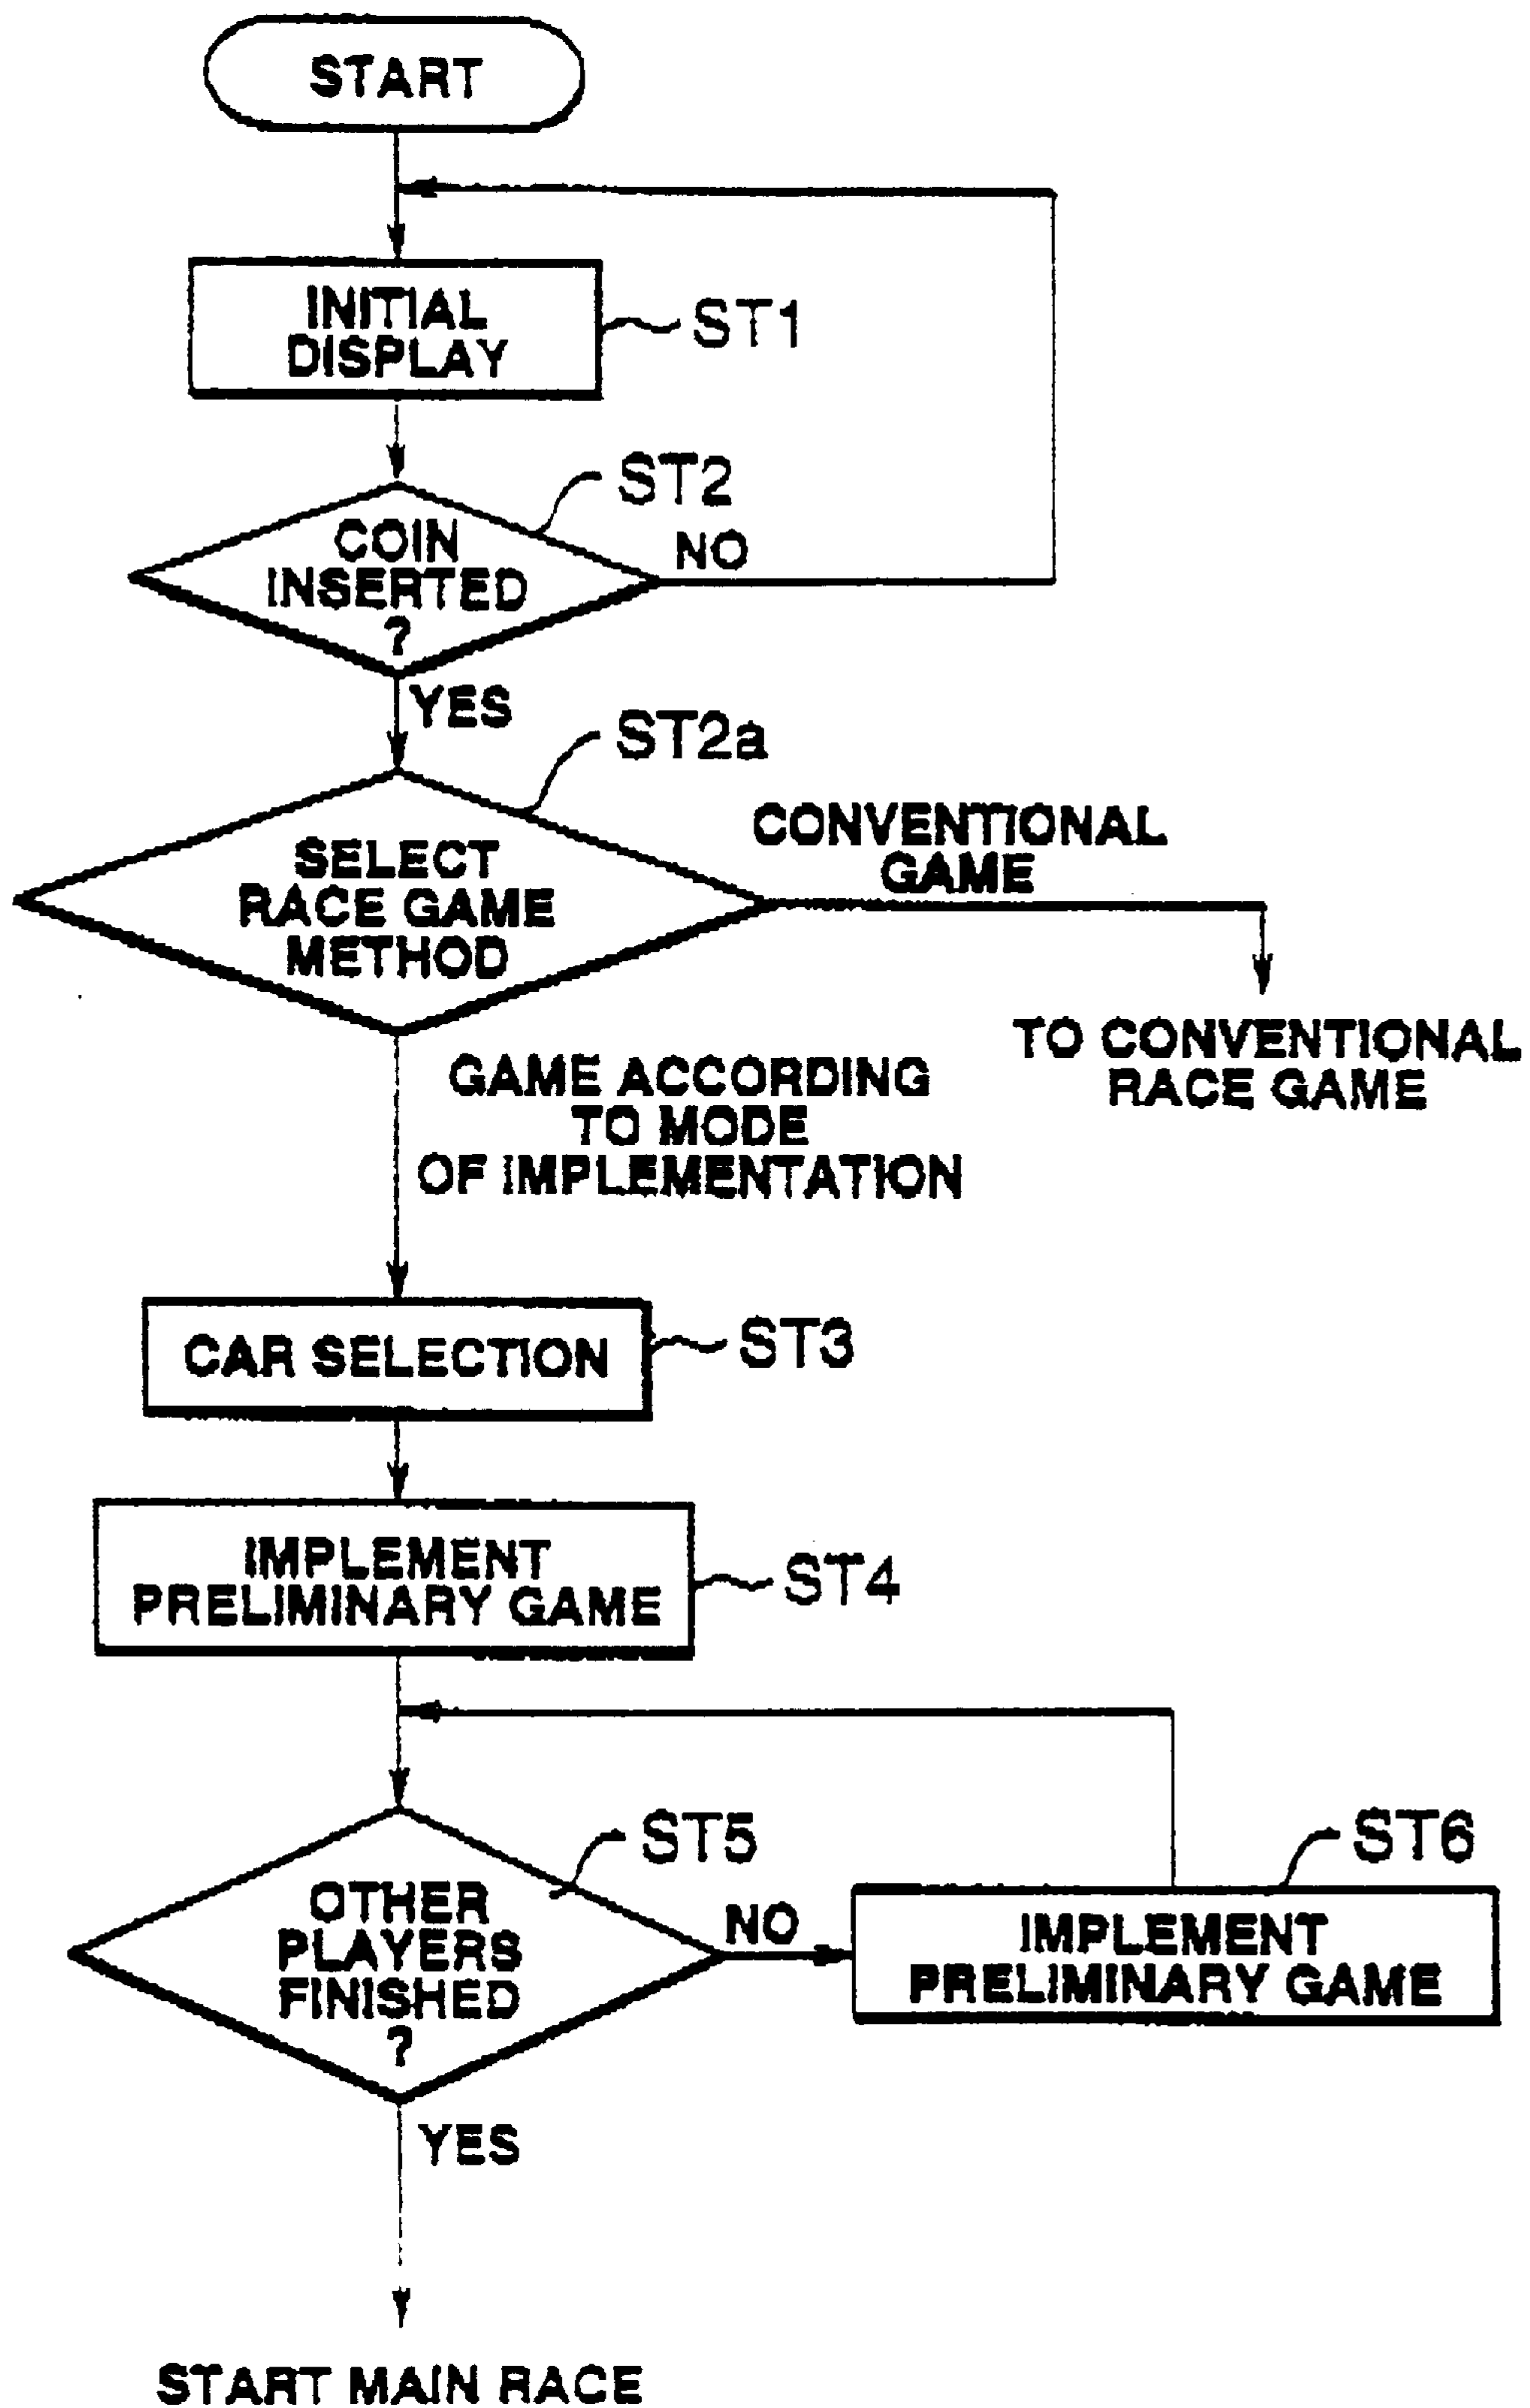 START
INITIAL
DISPLAY
ST1
ST2
COIN
INSERTED
?
NO
YES
ST2a
SELECT
RACE GAME
METHOD
CONVENTIONAL
GAME
TO CONVENTIONAL
RACE GAME
GAME ACCORDING
TO MODE
OF IMPLEMENTATION
CAR SELECTION
ST3
IMPLEMENT
PRELIMINARY GAME
ST4
ST5
OTHER
PLAYERS
FINISHED
?
NO
ST6
IMPLEMENT
PRELIMINARY GAME
YES
START MAIN RACE